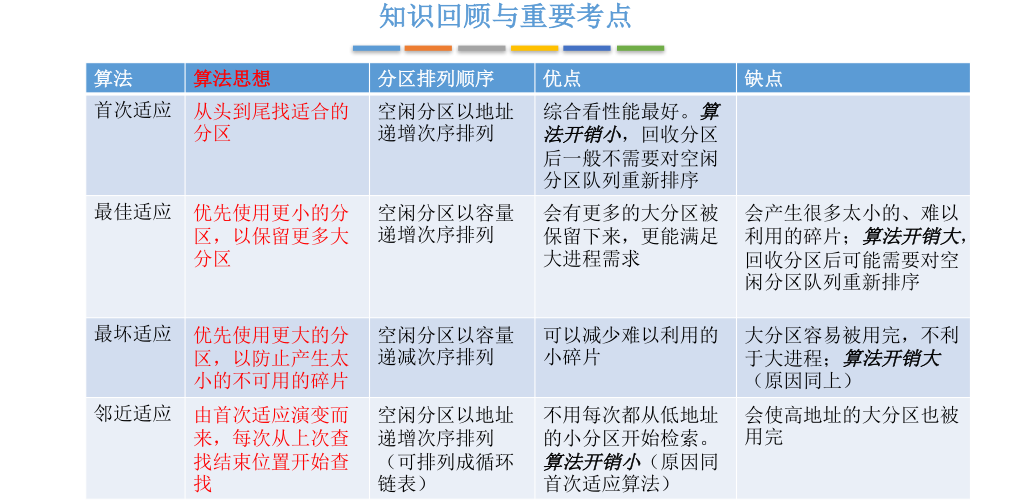 知识回顾与重要考点
算法
算法思想
分区排列顺序
优点
缺点
首次适应
从头到尾找适合的
分区
空闲分区以地址
递增次序排列
综合看性能最好。算
法开销小，回收分区
后一般不需要对空闲
分区队列重新排序
最佳适应
优先使用更小的分
区，以保留更多大
分区
空闲分区以容量
递增次序排列
会有更多的大分区被
保留下来，更能满足
大进程需求
会产生很多太小的、难以
利用的碎片；算法开销大，
回收分区后可能需要对空
闲分区队列重新排序
最坏适应
优先使用更大的分
区，以防止产生太
小的不可用的碎片
空闲分区以容量
递减次序排列
可以减少难以利用的
小碎片
大分区容易被用完，不利
于大进程；算法开销大
（原因同上）
邻近适应
由首次适应演变而
来，每次从上次查
找结束位置开始查
找
空闲分区以地址
递增次序排列
（可排列成循环
链表）
不用每次都从低地址
的小分区开始检索。
算法开销小（原因同
首次适应算法）
会使高地址的大分区也被
用完